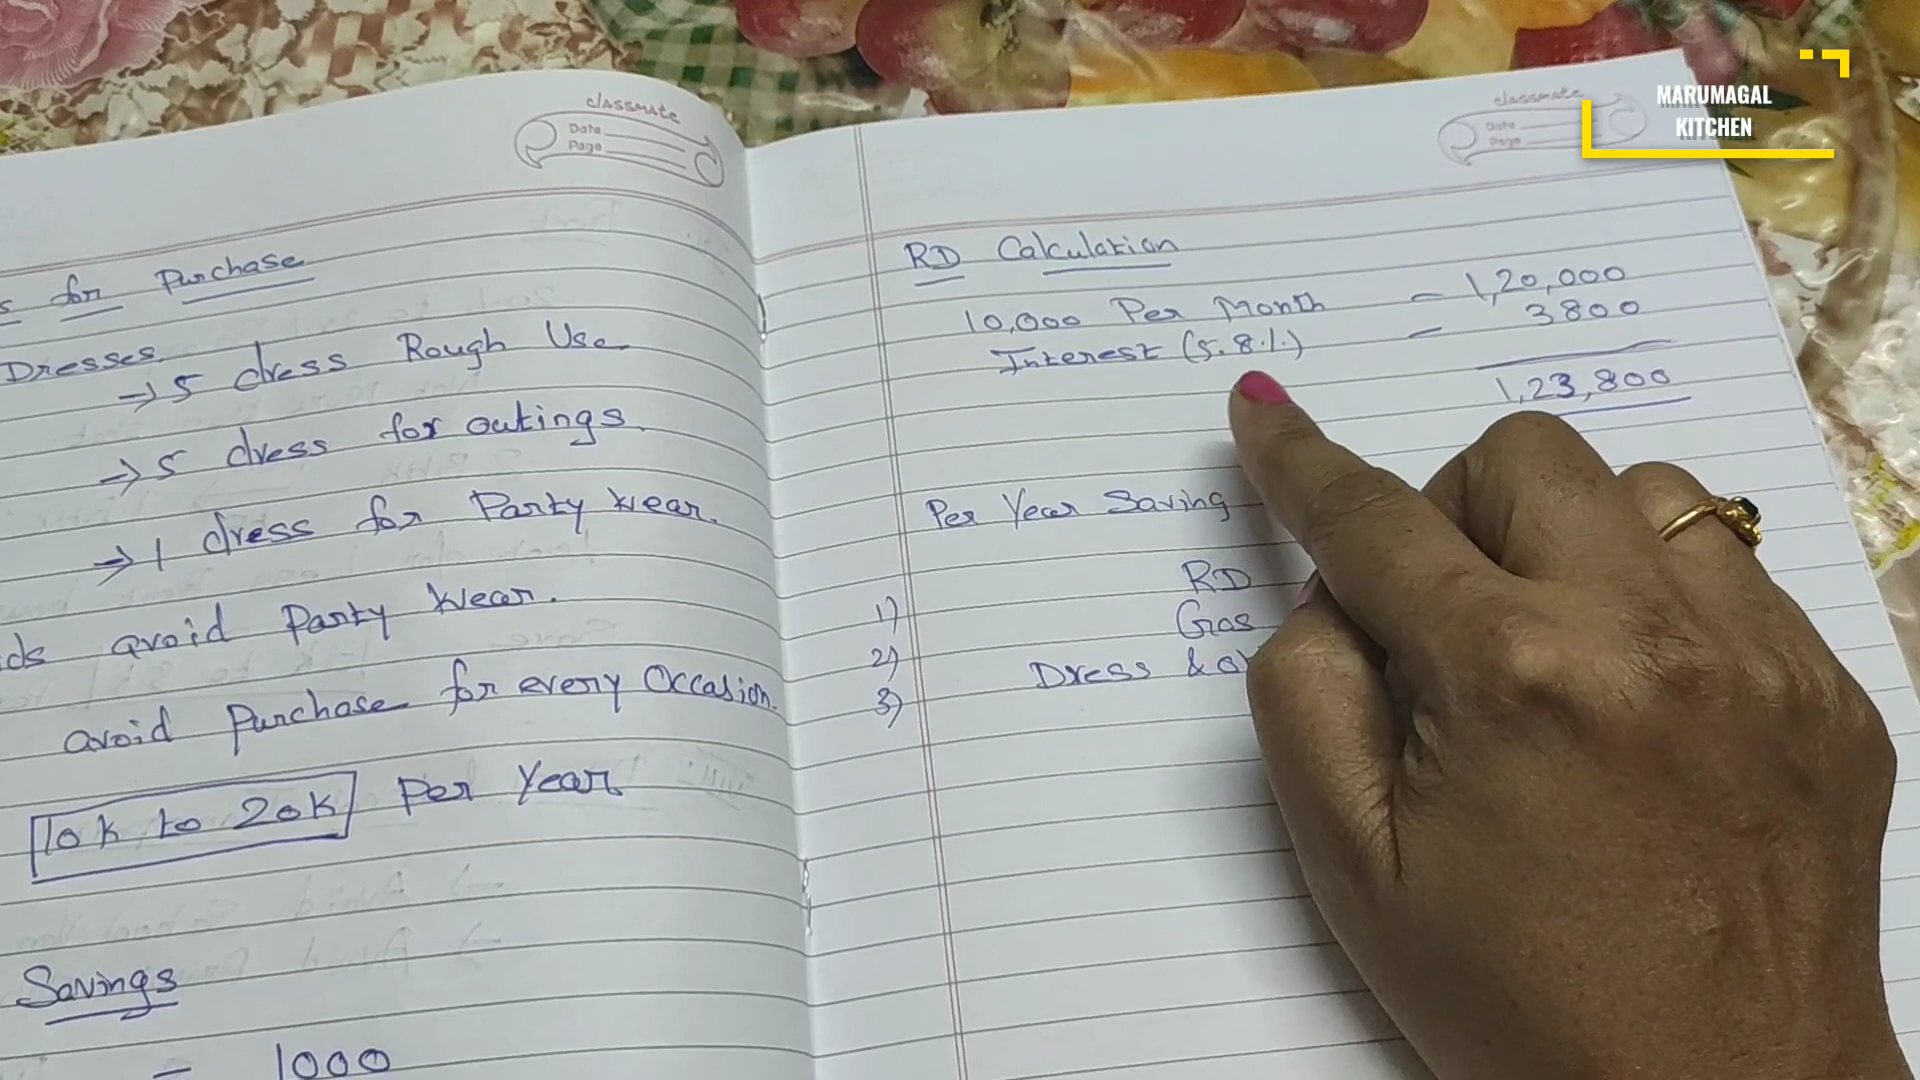 classmate
Date
Page
s for Purchase
Dresses
→ 5 dress Rough Use
→ 5 dress for outings.
→ 1 dress for Party Wear.
ds avoid Party Wear.
avoid Purchase for every Occasion.
10K to 20K Per Year
Savings
- 1000
classmate
Date
Page
RD Calculation
10,000 Per Month - 1,20,000
Interest (5.8%) - 3800
1,23,800
Per Year Saving
1) RD
2) Gas
3) Dress &
MARUMAGAL
KITCHEN